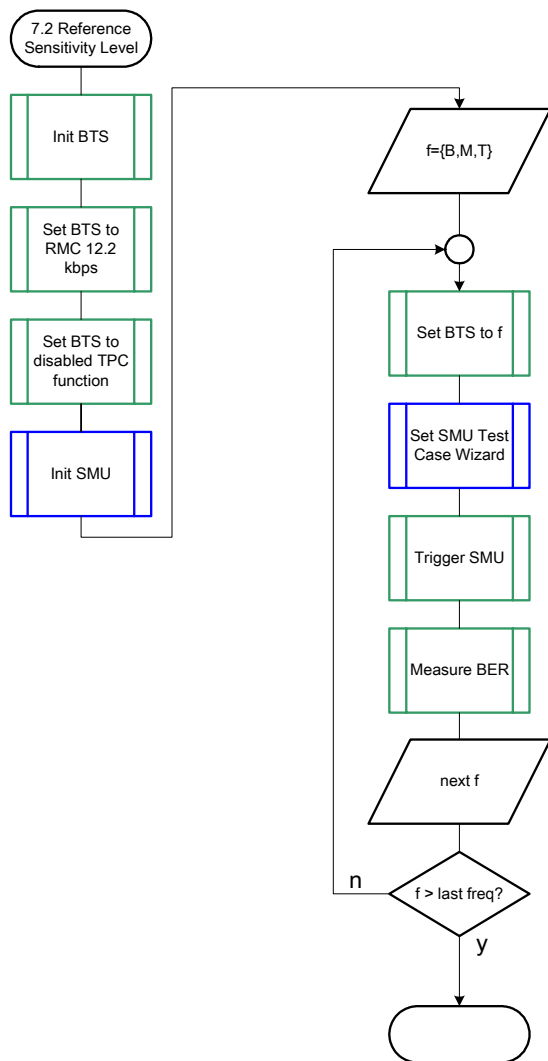 7.2 Reference
Sensitivity Level
Init BTS
Set BTS to
RMC 12.2
kbps
Set BTS to
disabled TPC
function
Init SMU
f={B,M,T}
Set BTS to f
Set SMU Test
Case Wizard
Trigger SMU
Measure BER
next f
f > last freq?
n
y